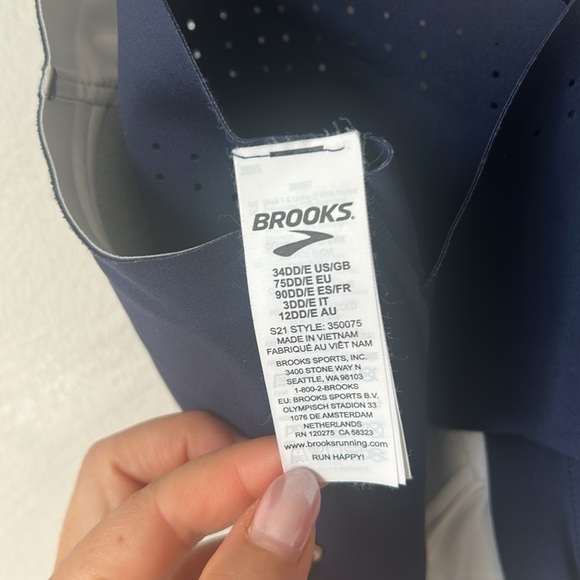 BROOKS
34DD/E US/GB
75DD/E EU
90DD/E ES/FR
3DD/E IT
12DD/E AU
S21 STYLE: 350075
MADE IN VIETNAM
FABRIQUÉ AU VIÊT NAM
BROOKS SPORTS, INC.
3400 STONE WAY N
SEATTLE, WA 98103
1-800-2-BROOKS
EU: BROOKS SPORTS B.V.
OLYMPISCH STADION 33
1076 DE AMSTERDAM
NETHERLANDS
RN 120275 CA 58323
www.brooksrunning.com
RUN HAPPY!